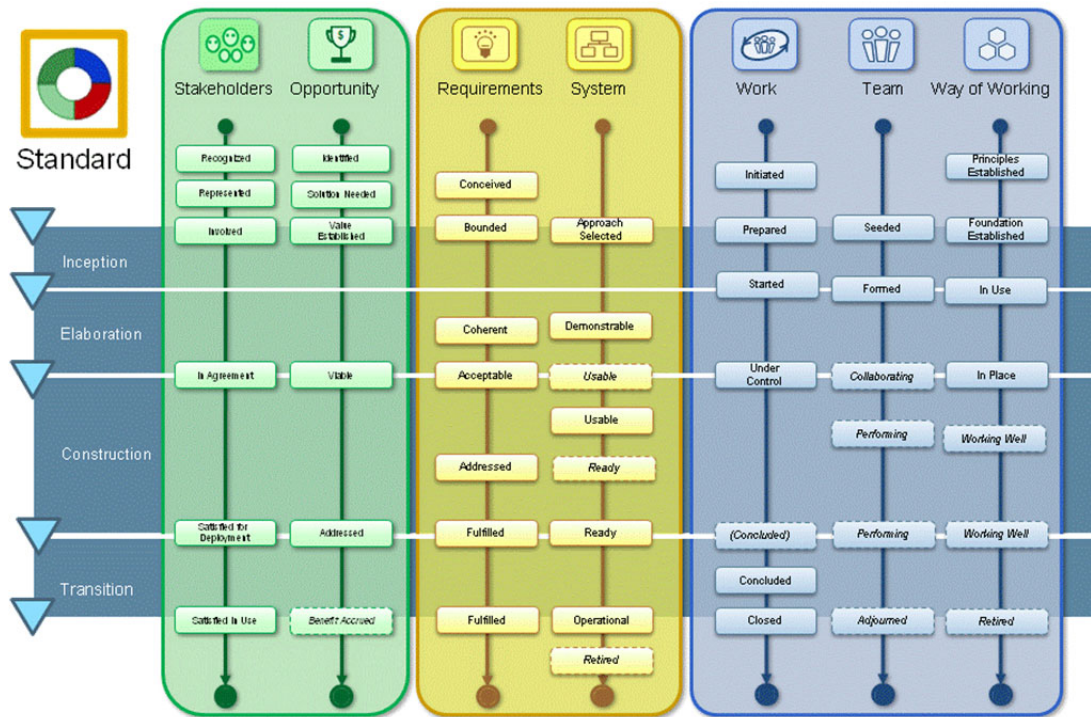 Stakeholders Opportunity Requirements System Work Team Way of Working
Standard
Recognized Identified Principles
Established
Conceived Initiated
Represented Solution Needed
Involved Value
Established Bounded Approach
Selected Prepared Seeded Foundation
Established
Inception
Started Formed In Use
Elaboration Coherent Demonstrable
In Agreement Viable Acceptable Usable Under
Control Collaborating In Place
Usable
Performing Working Well
Construction Addressed Ready
Satisfied for
Deployment Addressed Fulfilled Ready (Concluded) Performing Working Well
Transition Concluded
Satisfied In Use Benefit Accrued Fulfilled Operational Closed Adjourned Retired
Retired
$